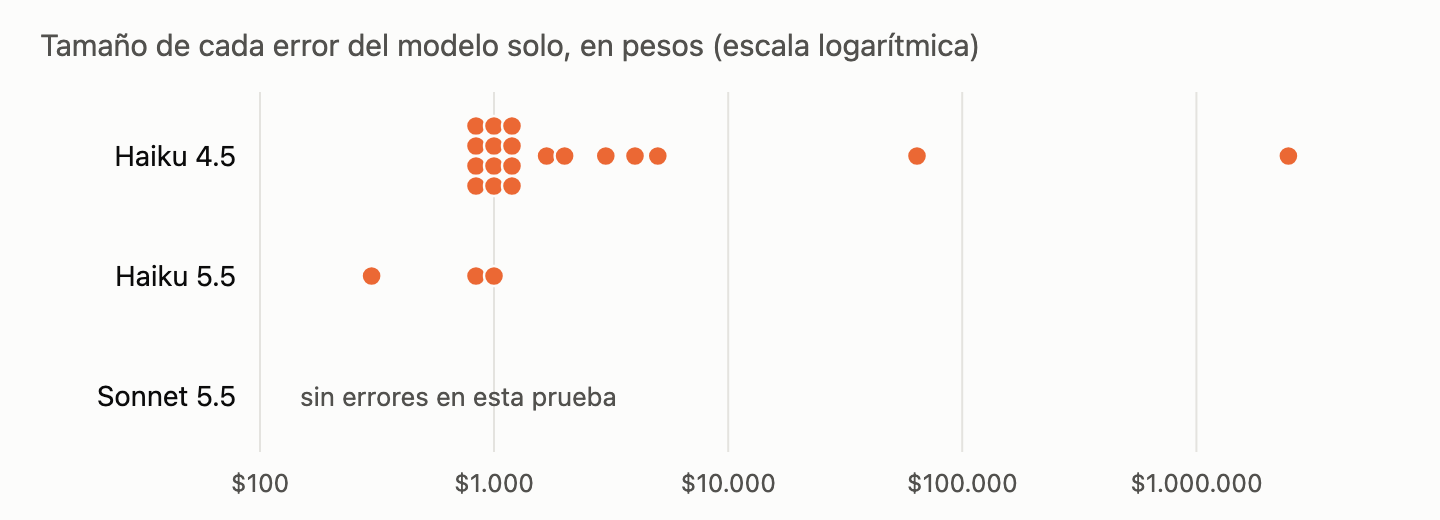 Tamaño de cada error del modelo solo, en pesos (escala logarítmica)
Haiku 4.5
Haiku 5.5
Sonnet 5.5 sin errores en esta prueba
$100 $1.000 $10.000 $100.000 $1.000.000